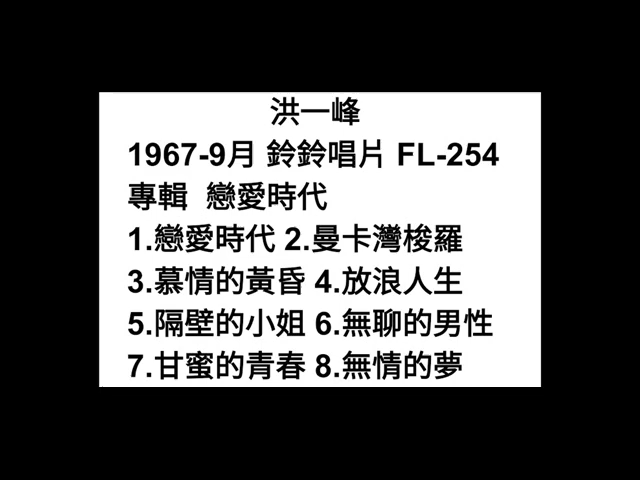 洪一峰
1967-9月 鈴鈴唱片 FL-254
專輯 戀愛時代
1.戀愛時代 2.曼卡灣梭羅
3.慕情的黃昏 4.放浪人生
5.隔壁的小姐 6.無聊的男性
7.甘蜜的青春 8.無情的夢